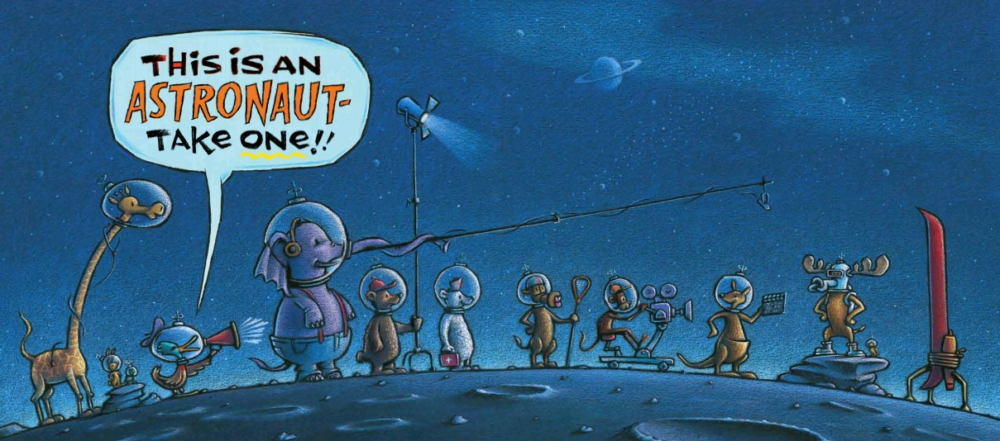 THIS IS AN
ASTRONAUT-
TAKE ONE!!